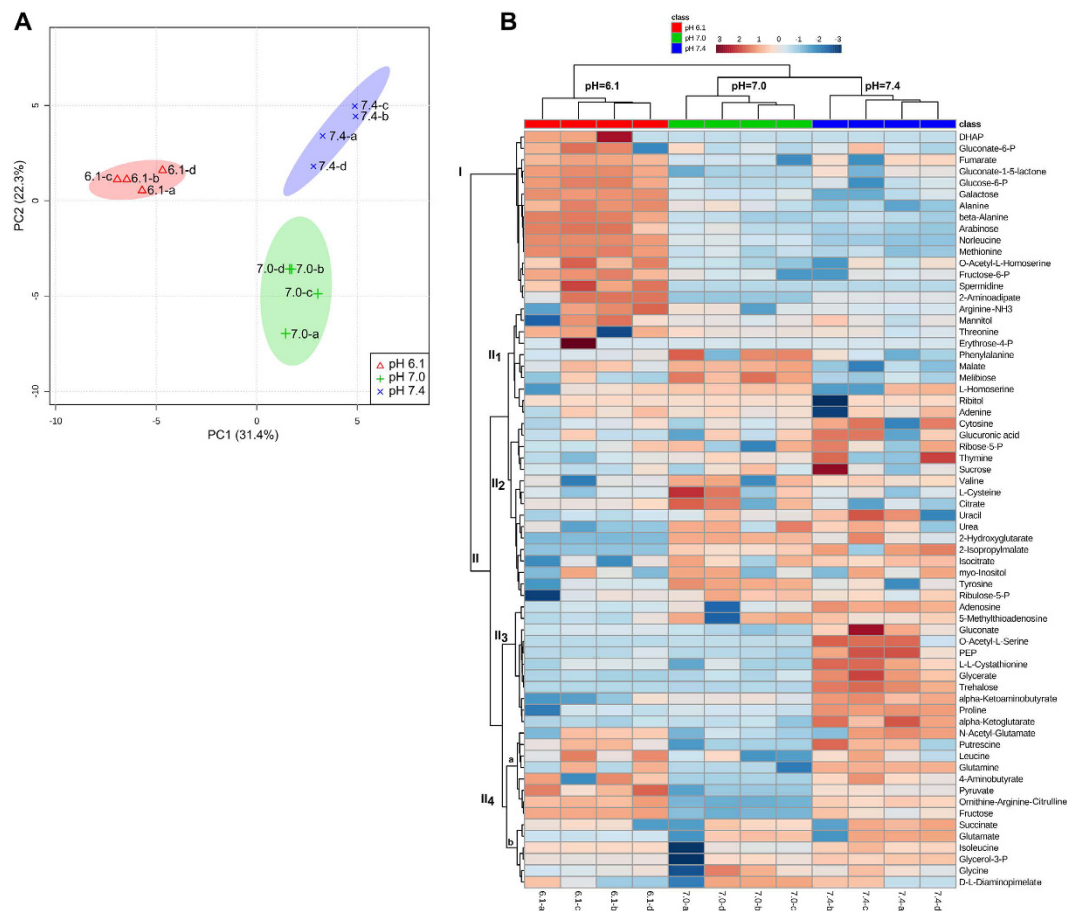 A
PC2 (22.3%)
5
0
-5
-10
7.4-c
7.4-b
7.4-a
7.4-d
6.1-c
6.1-b
6.1-d
6.1-a
7.0-d
7.0-b
7.0-c
7.0-a
pH 6.1
pH 7.0
pH 7.4
-10
-5
0
5
PC1 (31.4%)
B
class
pH 6.1
pH 7.0
pH 7.4
3 2 1 0 -1 -2 -3
pH=6.1
pH=7.0
pH=7.4
class
I
II
II1
II2
II3
II4
a
b
DHAP
Gluconate-6-P
Fumarate
Gluconate-1-5-lactone
Glucose-6-P
Galactose
Alanine
beta-Alanine
Arabinose
Norleucine
Methionine
O-Acetyl-L-Homoserine
Fructose-6-P
Spermidine
2-Aminoadipate
Arginine-NH3
Mannitol
Threonine
Erythrose-4-P
Phenylalanine
Malate
Melibiose
L-Homoserine
Ribitol
Adenine
Cytosine
Glucuronic acid
Ribose-5-P
Thymine
Sucrose
Valine
L-Cysteine
Citrate
Uracil
Urea
2-Hydroxyglutarate
2-Isopropylmalate
Isocitrate
myo-Inositol
Tyrosine
Ribulose-5-P
Adenosine
5-Methylthioadenosine
Gluconate
O-Acetyl-L-Serine
PEP
L-L-Cystathionine
Glycerate
Trehalose
alpha-Ketoaminobutyrate
Proline
alpha-Ketoglutarate
N-Acetyl-Glutamate
Putrescine
Leucine
Glutamine
4-Aminobutyrate
Pyruvate
Ornithine-Arginine-Citrulline
Fructose
Succinate
Glutamate
Isoleucine
Glycerol-3-P
Glycine
D-L-Diaminopimelate
6.1-a
6.1-c
6.1-b
6.1-d
7.0-a
7.0-d
7.0-b
7.0-c
7.4-b
7.4-c
7.4-a
7.4-d